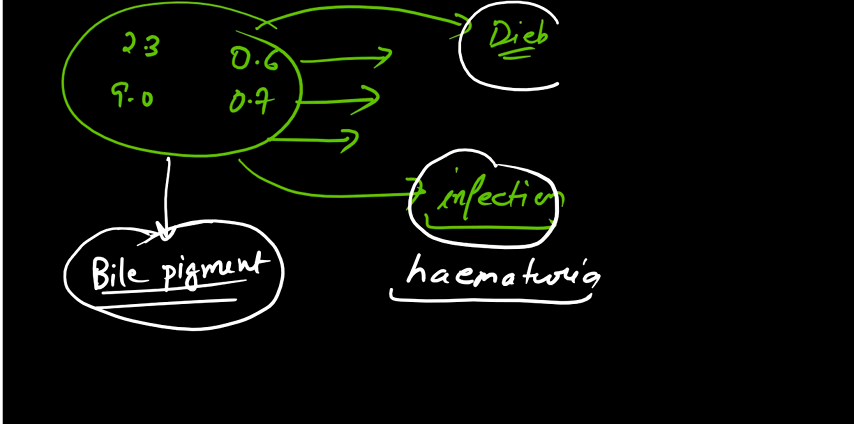 Dieb
2.3 0.6
9.0 0.7
infection
Bile pigment
haematuria